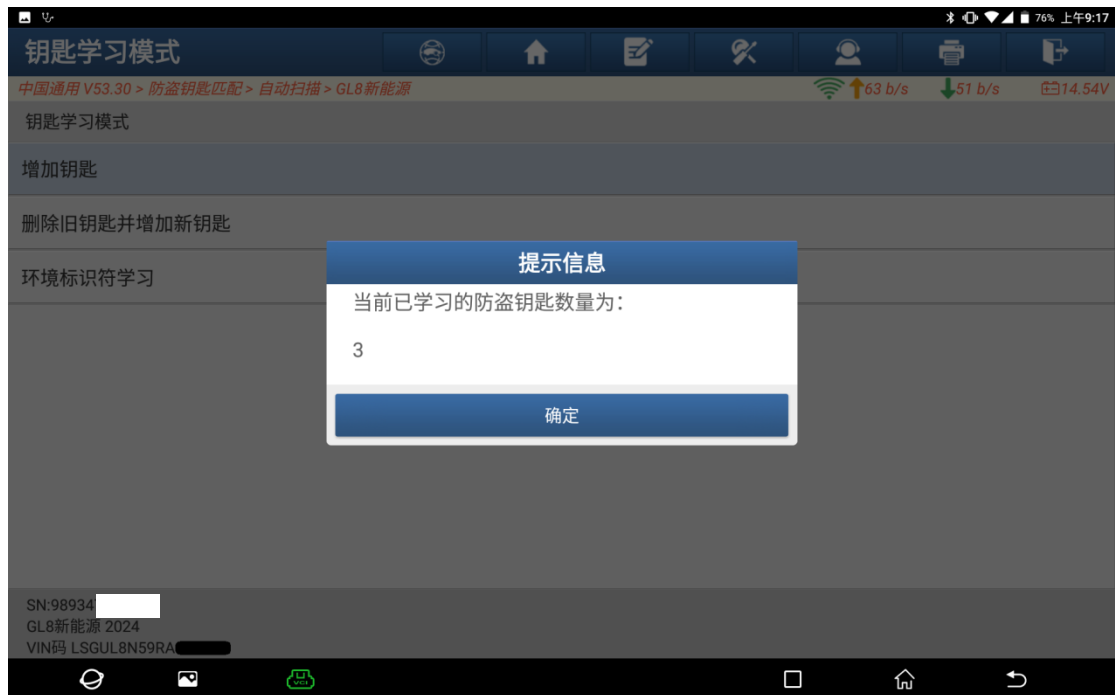 76% 上午9:17
钥匙学习模式
中国通用 V53.30 > 防盗钥匙匹配 > 自动扫描 > GL8新能源
63 b/s
51 b/s
14.54V
钥匙学习模式
增加钥匙
删除旧钥匙并增加新钥匙
环境标识符学习
提示信息
当前已学习的防盗钥匙数量为：
3
确定
SN:98934
GL8新能源 2024
VIN码 LSGUL8N59RA
VCI